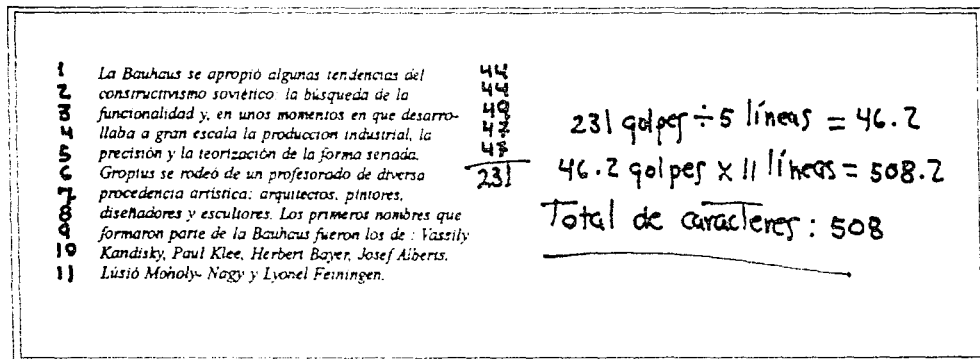 1 La Bauhaus se apropió algunas tendencias del 44
2 constructivismo soviético: la búsqueda de la 44
3 funcionalidad y, en unos momentos en que desarro- 49
4 llaba a gran escala la produccion industrial, la 47
5 precisión y la teorización de la forma seriada. 47
6 Gropius se rodeó de un profesorado de diversa 231
7 procedencia artística: arquitectos, pintores,
8 diseñadores y escultores. Los primeros nombres que
9 formaron parte de la Bauhaus fueron los de : Vassily
10 Kandisky, Paul Klee, Herbert Bayer, Josef Alberts,
11 Lúsió Moholy- Nagy y Lyonel Feiningen.
231 golpes ÷ 5 líneas = 46.2
46.2 golpes x 11 líneas = 508.2
Total de caracteres : 508